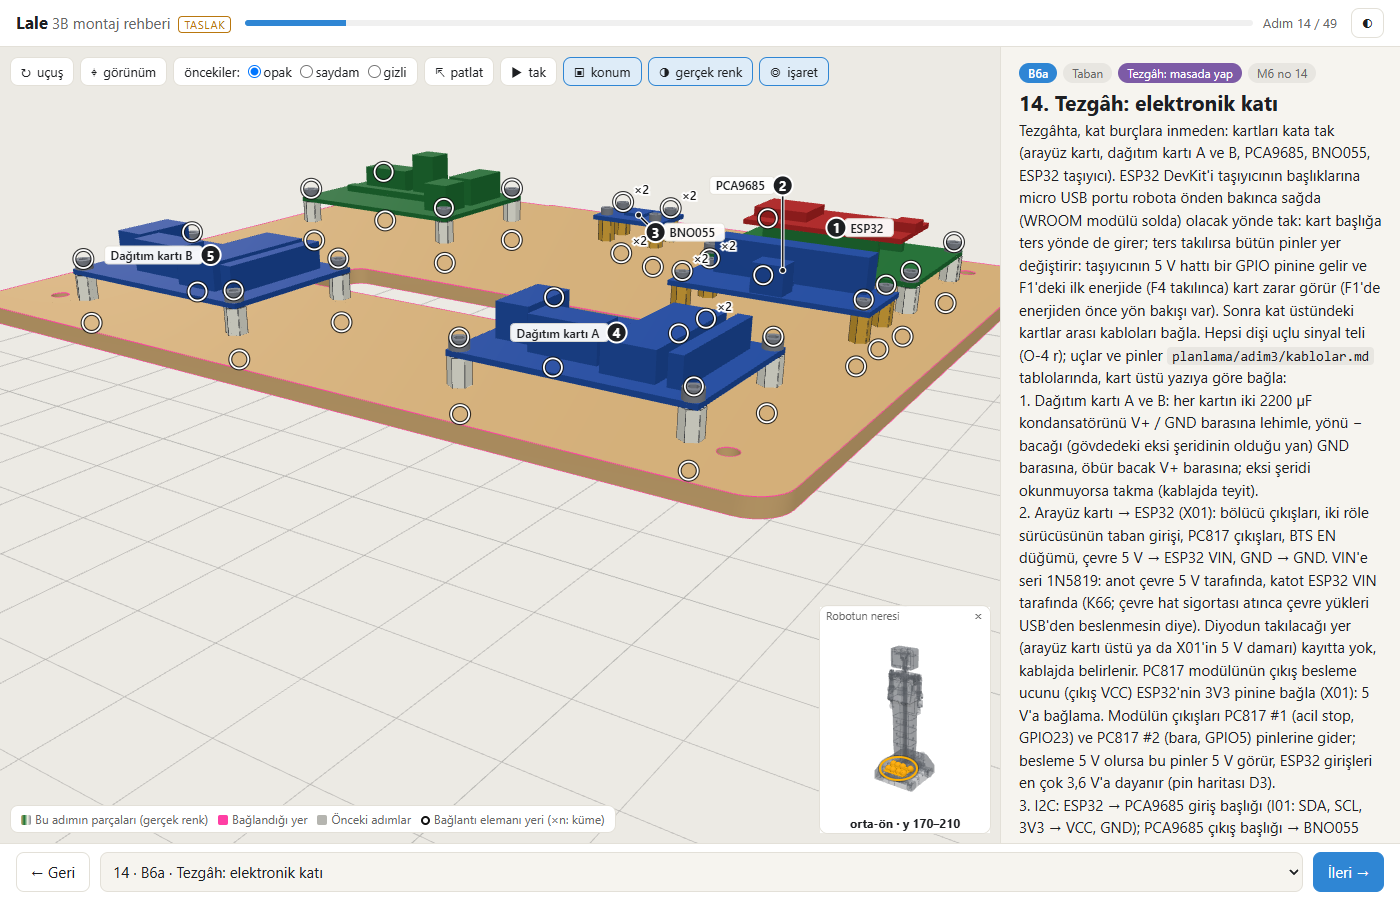 Lale 3B montaj rehberi TASLAK
Adım 14 / 49
↻ uçuş
⌖ görünüm
öncekiler: opak saydam gizli
⇱ patlat
▶ tak
▣ konum
◑ gerçek renk
◎ işaret
×2
×2
PCA9685 2
3 BNO055
×2
×2
×2
1 ESP32
Dağıtım kartı B 5
×2
Dağıtım kartı A 4
Robotun neresi ×
orta-ön · y 170–210
Bu adımın parçaları (gerçek renk) Bağlandığı yer Önceki adımlar Bağlantı elemanı yeri (×n: küme)
B6a Taban Tezgâh: masada yap M6 no 14
14. Tezgâh: elektronik katı
Tezgâhta, kat burçlara inmeden: kartları kata tak
(arayüz kartı, dağıtım kartı A ve B, PCA9685, BNO055,
ESP taşıyıcı). ESP32 DevKit'i taşıyıcının başlıklarına
micro USB portu robota önden bakınca sağda
(WROOM modülü solda) olacak yönde tak: kart başlığa
ters yönde de girer; ters takılırsa bütün pinler yer
değiştirir: taşıyıcının 5 V hattı bir GPIO pinine gelir ve
F1'deki ilk enerjide (F4 takılınca) kart zarar görür (F1'de
enerjiden önce yön bakışı var). Sonra kat üstündeki
kartlar arası kabloları bağla. Hepsi dişi uçlu sinyal teli
(O-4 r); uçlar ve pinler planlama/adim3/kablolar.md
tablolarında, kart üstü yazıya göre bağla:
1. Dağıtım kartı A ve B: her kartın iki 2200 µF
kondansatörünü V+ / GND barasına lehimle, yönü −
bacağı (gövdedeki eksi şeridinin olduğu yan) GND
barasına, öbür bacak V+ barasına; eksi şeridi
okunmuyorsa takma (kablajda teyit).
2. Arayüz kartı → ESP32 (X01): bölücü çıkışları, iki röle
sürücüsünün taban girişi, PC817 çıkışları, BTS EN
düğümü, çevre 5 V → ESP32 VIN, GND → GND. VIN'e
seri 1N5819: anot çevre 5 V tarafında, katot ESP32 VIN
tarafında (K66; çevre hat sigortası atınca çevre yükleri
USB'den beslenmesin diye). Diyodun takılacağı yer
(arayüz kartı üstü ya da X01'in 5 V damarı) kayıtta yok,
kablajda belirlenir. PC817 modülünün çıkış besleme
ucunu (çıkış VCC) ESP32'nin 3V3 pinine bağla (X01): 5
V'a bağlama. Modülün çıkışları PC817 #1 (acil stop,
GPIO23) ve PC817 #2 (bara, GPIO5) pinlerine gider;
besleme 5 V olursa bu pinler 5 V görür, ESP32 girişleri
en çok 3,6 V'a dayanır (pin haritası D3).
3. I2C: ESP32 → PCA9685 giriş başlığı (I01: SDA, SCL,
3V3 → VCC, GND); PCA9685 çıkış başlığı → BNO055
← Geri
14 · B6a · Tezgâh: elektronik katı
İleri →